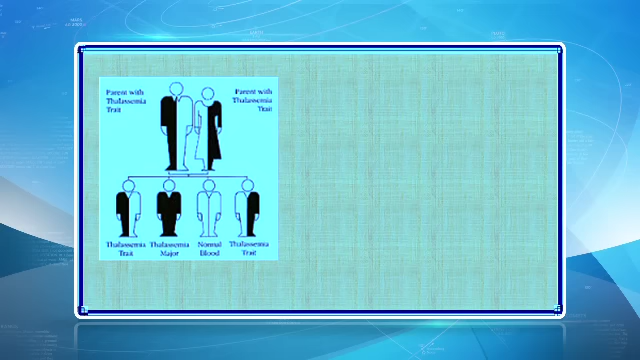 Parent with
Thalassemia
Trait
Parent with
Thalassemia
Trait
Thalassemia
Trait
Thalassemia
Major
Normal
Blood
Thalassemia
Trait